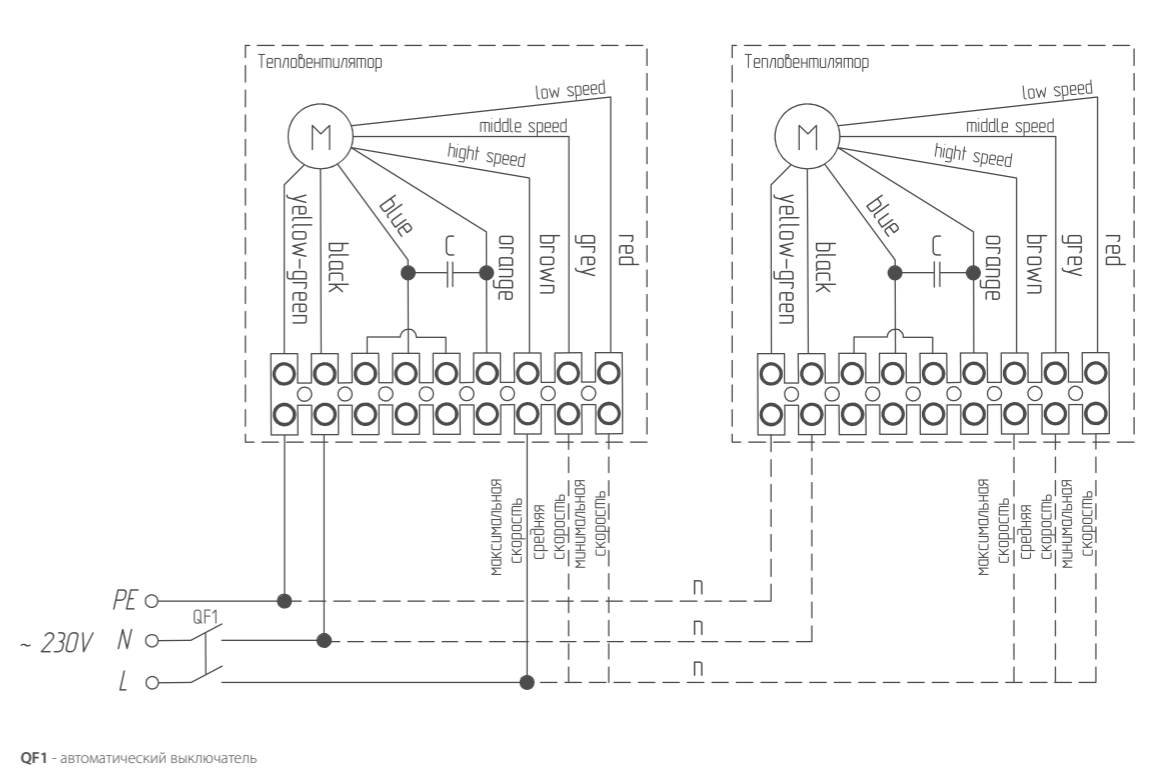 Тепловентилятор
M
low speed
middle speed
hight speed
yellow-green
black
blue
C
orange
brown
grey
red
максимальная
скорость
средняя
скорость
минимальная
скорость
Тепловентилятор
M
low speed
middle speed
hight speed
yellow-green
black
blue
C
orange
brown
grey
red
максимальная
скорость
средняя
скорость
минимальная
скорость
PE
n
QF1
~ 230V N
n
L
n
QF1 - автоматический выключатель